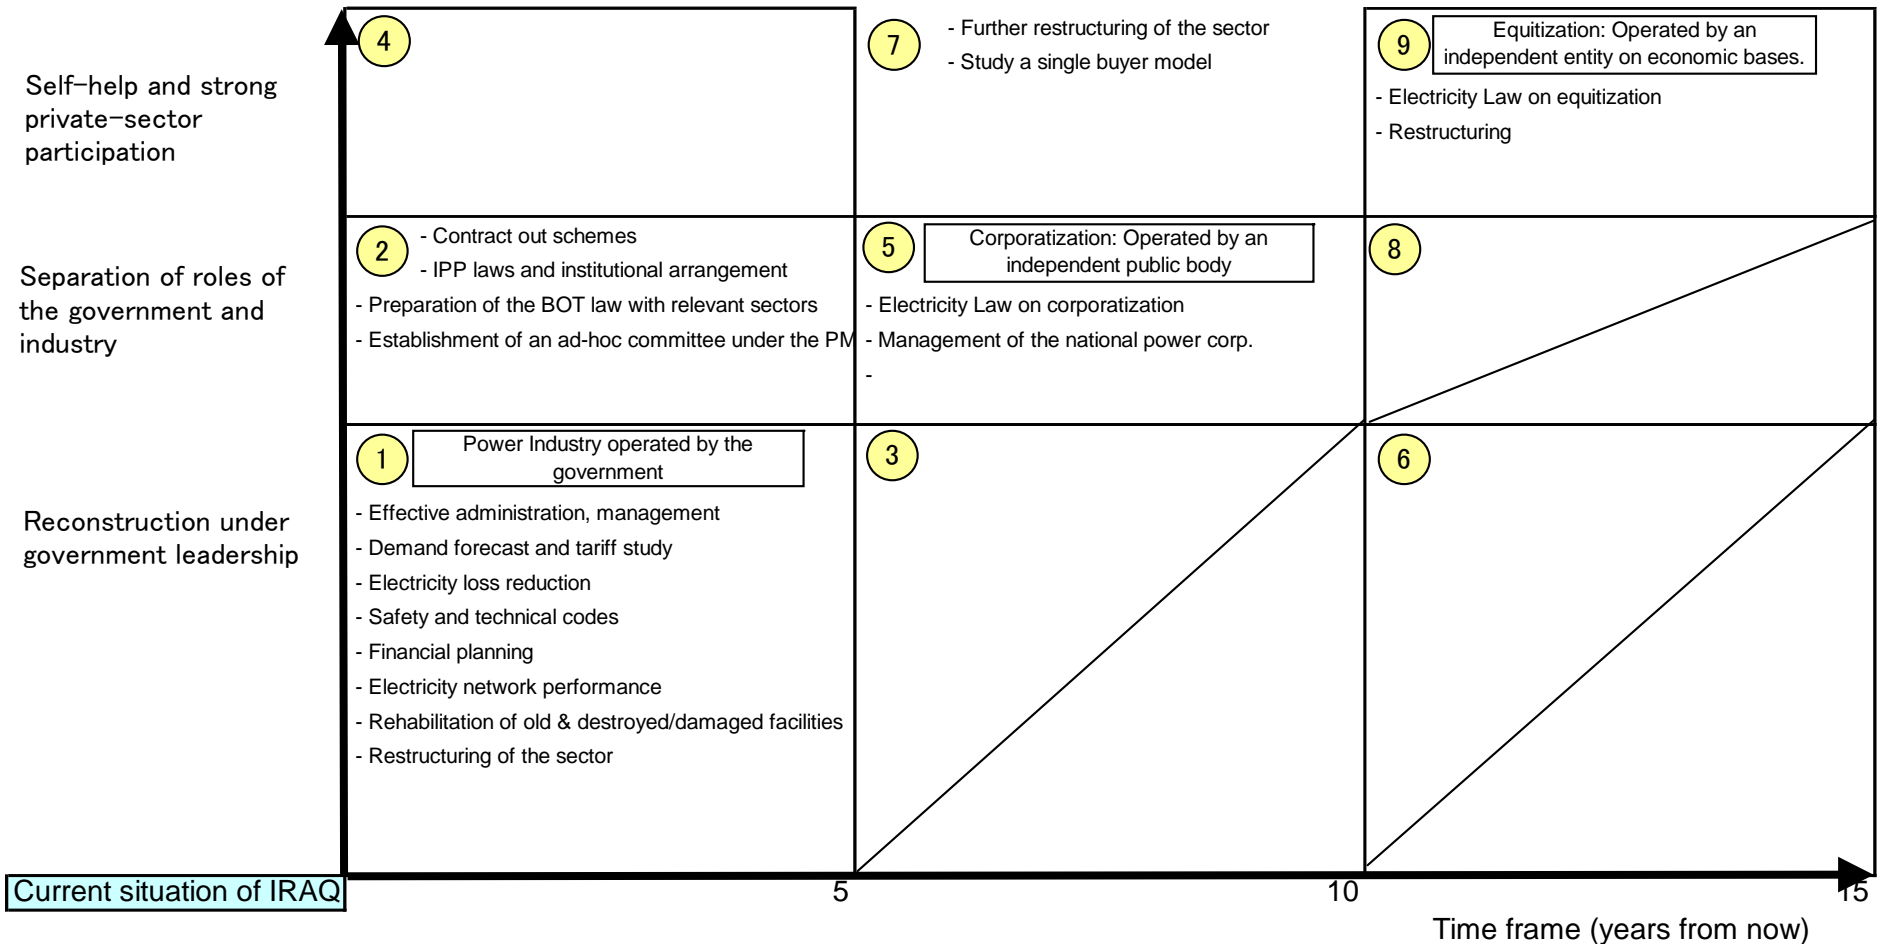 4
7
- Further restructuring of the sector
- Study a single buyer model
9
Equitization: Operated by an
independent entity on economic bases.
- Electricity Law on equitization
- Restructuring
Self-help and strong
private-sector
participation
2
- Contract out schemes
- IPP laws and institutional arrangement
- Preparation of the BOT law with relevant sectors
- Establishment of an ad-hoc committee under the PM
5
Corporatization: Operated by an
independent public body
- Electricity Law on corporatization
- Management of the national power corp.
-
8
Separation of roles of
the government and
industry
1
Power Industry operated by the
government
- Effective administration, management
- Demand forecast and tariff study
- Electricity loss reduction
- Safety and technical codes
- Financial planning
- Electricity network performance
- Rehabilitation of old & destroyed/damaged facilities
- Restructuring of the sector
3
6
Reconstruction under
government leadership
Current situation of IRAQ
5
10
15
Time frame (years from now)